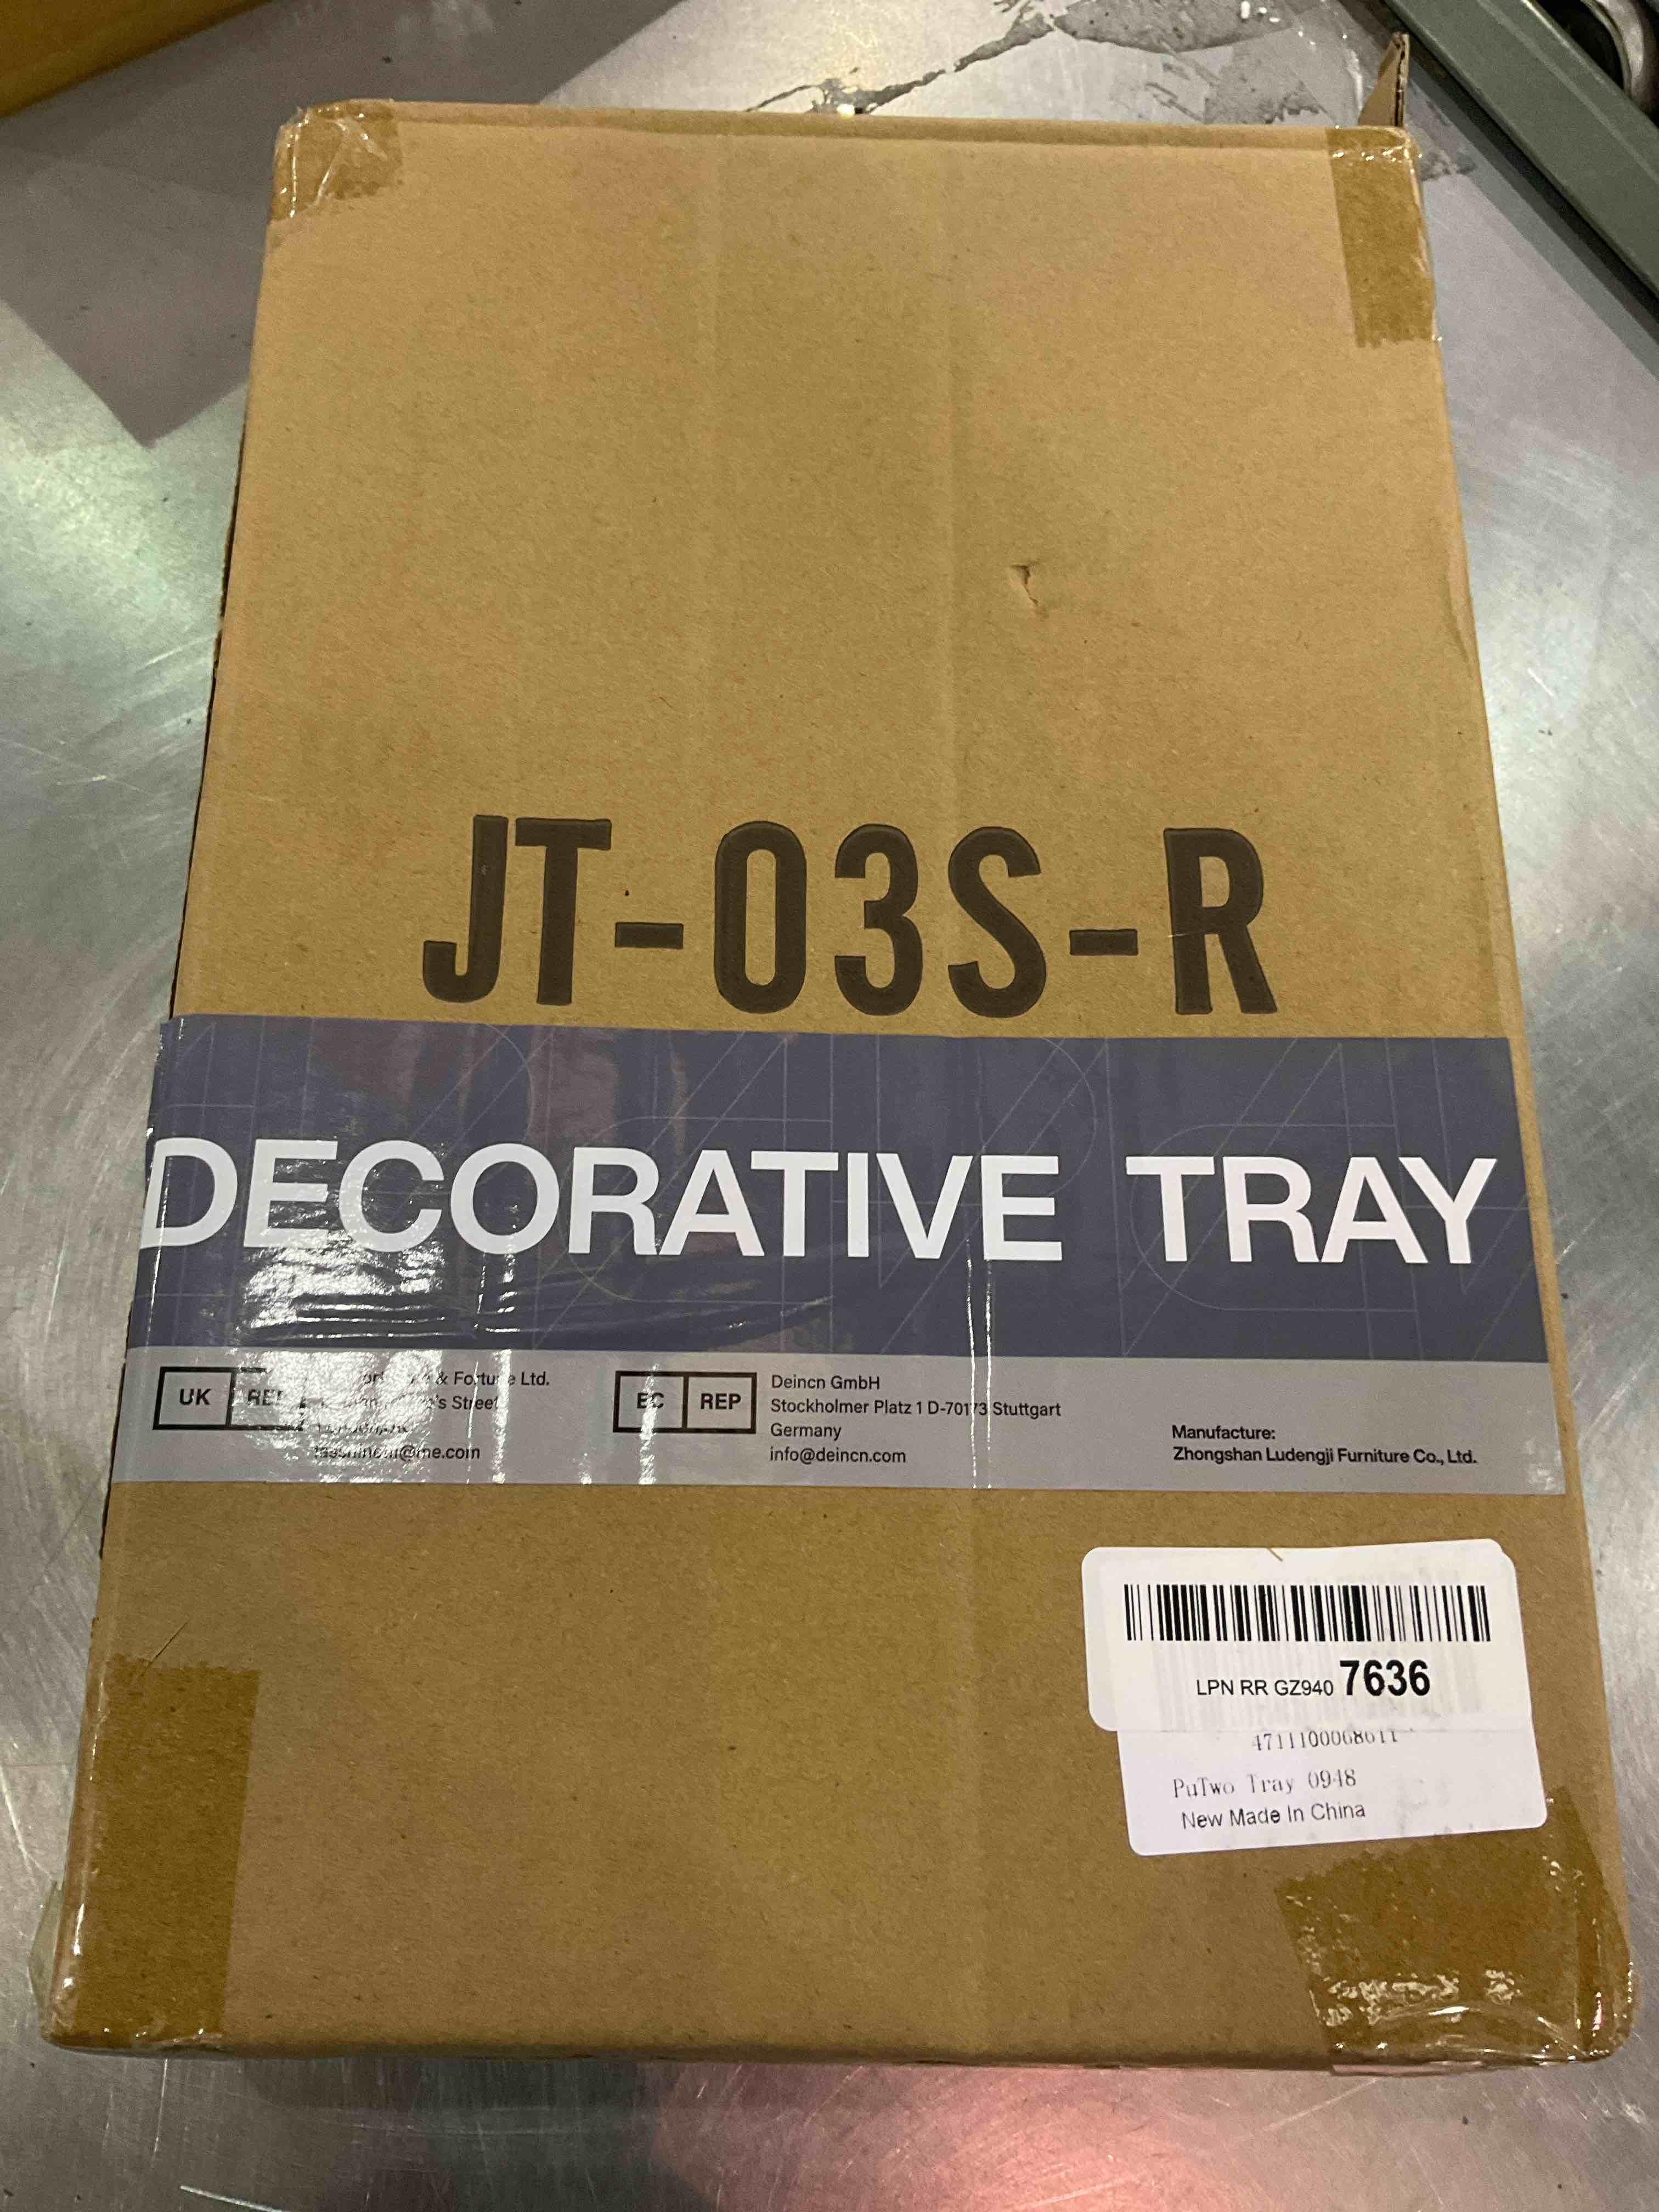 JT-03S-R
DECORATIVE TRAY
UK REP
& Fortune Ltd.
's Street
EC REP
Deincn GmbH
Stockholmer Platz 1 D-70173 Stuttgart
Germany
info@deincn.com
Manufacture:
Zhongshan Ludengji Furniture Co., Ltd.
LPN RR GZ940 7636
4711100068611
PuTwo Tray 0948
New Made In China